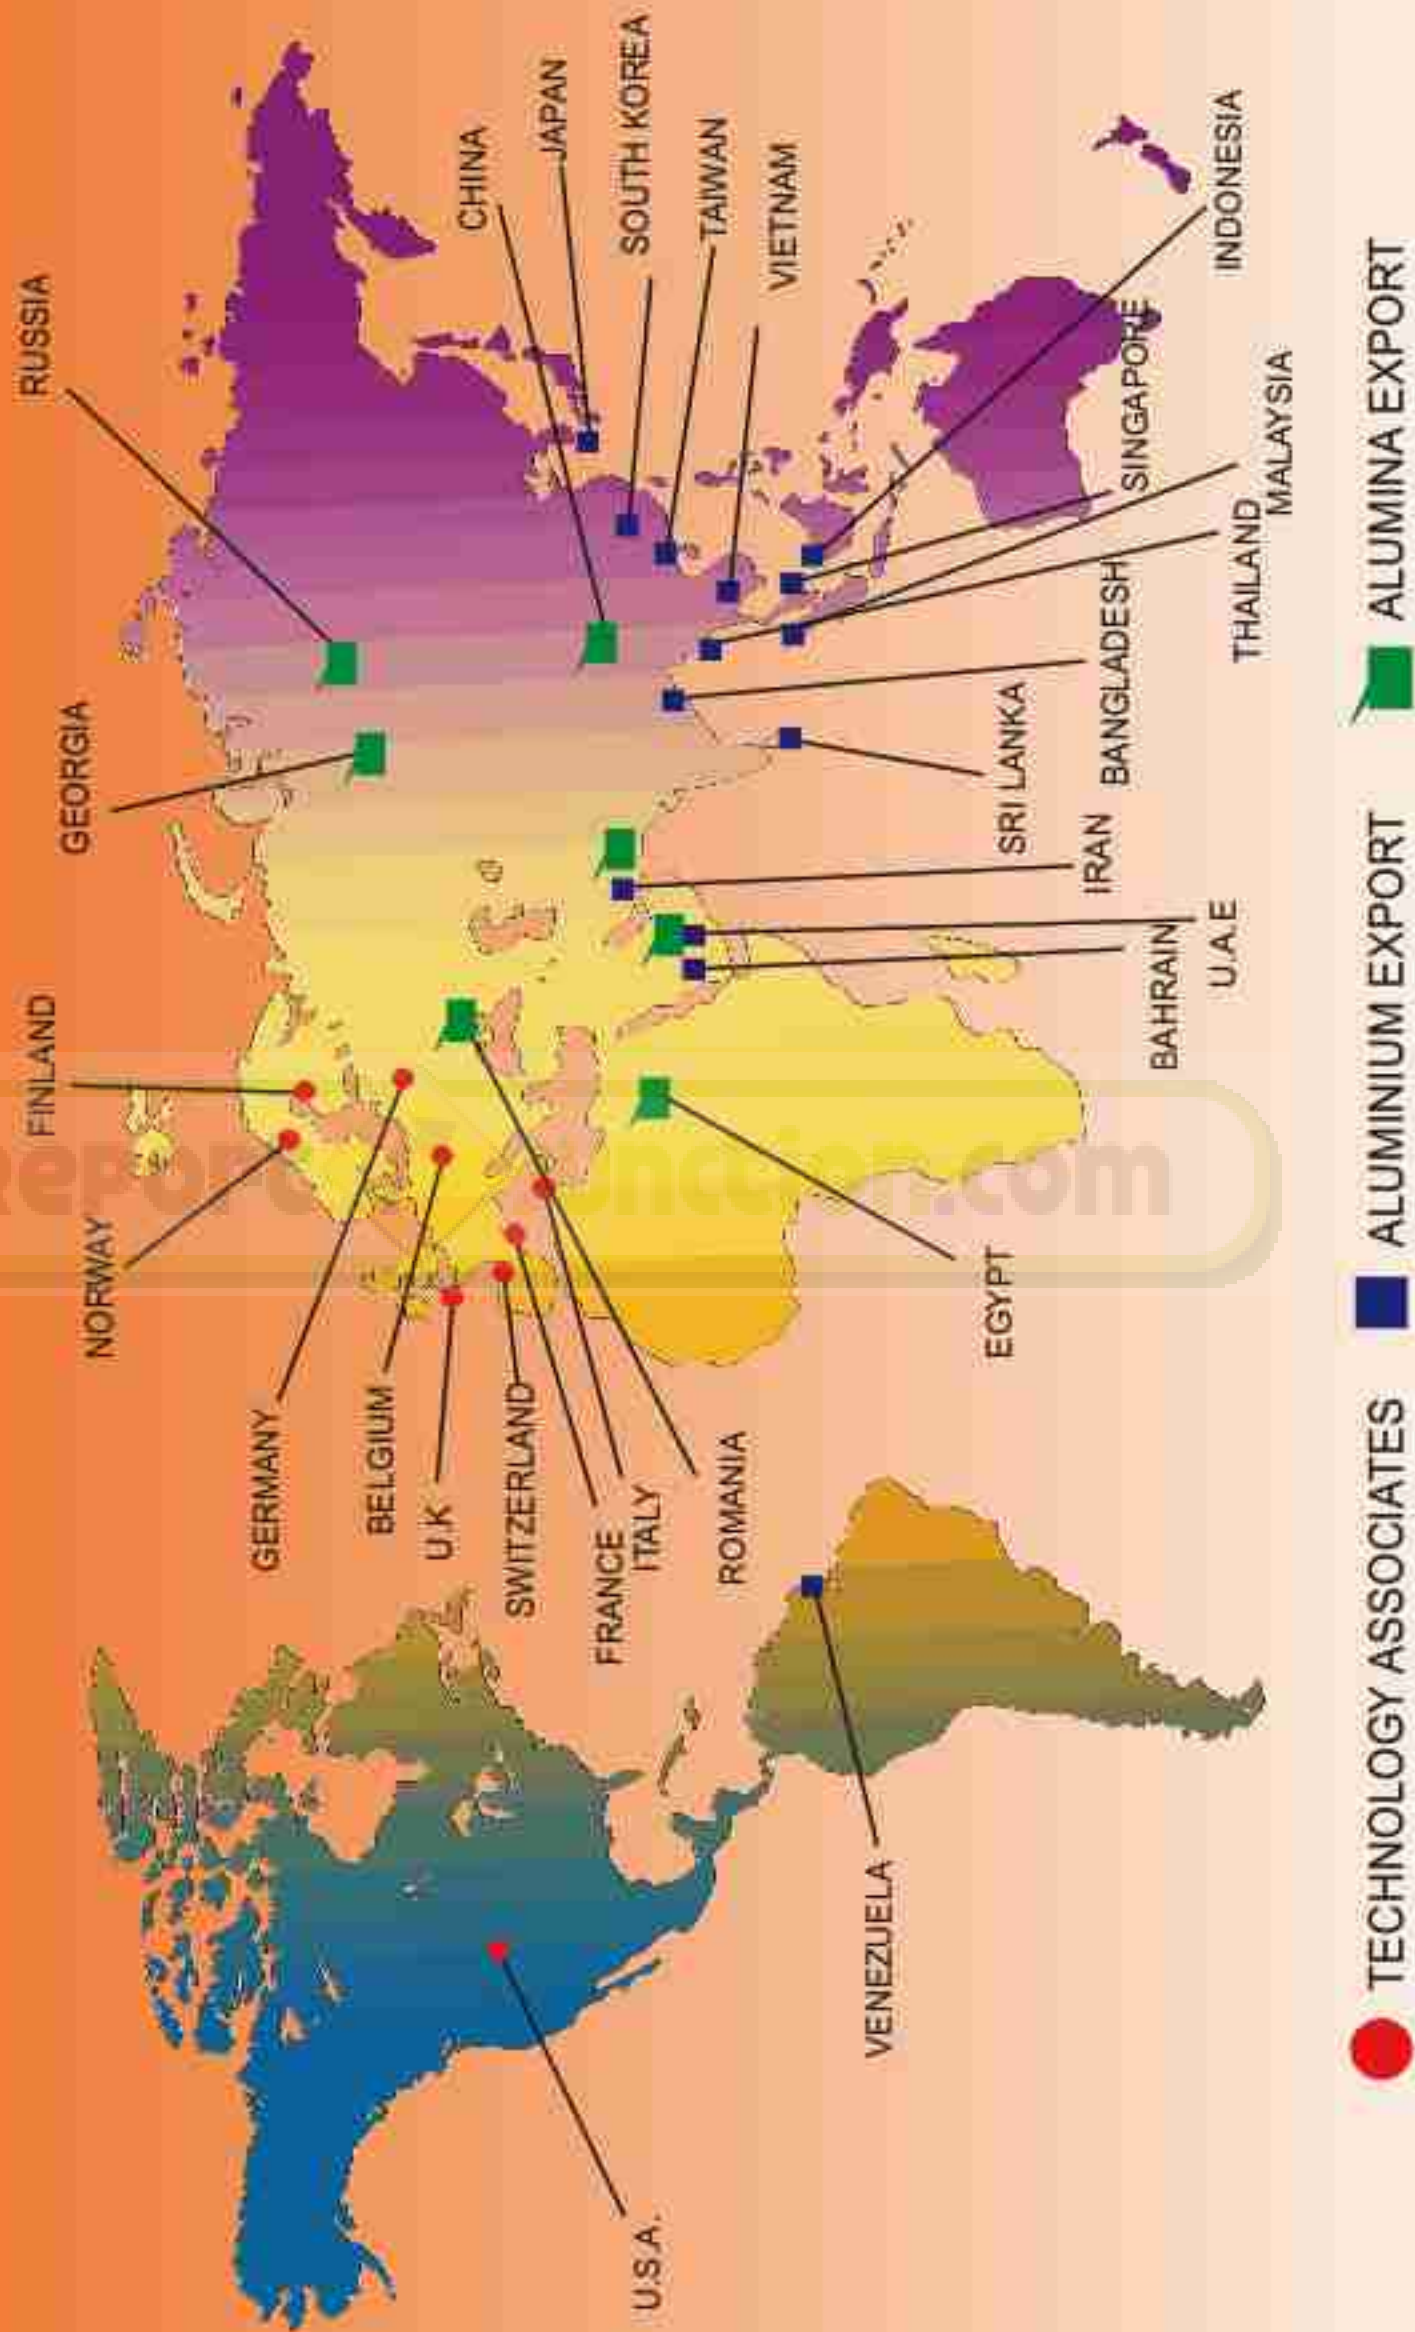 RUSSIA
GEORGIA
FINLAND
NORWAY
GERMANY
BELGIUM
U.K
SWITZERLAND
FRANCE
ITALY
ROMANIA
EGYPT
CHINA
JAPAN
SOUTH KOREA
TAIWAN
VIETNAM
INDONESIA
SINGAPORE
MALAYSIA
THAILAND
BANGLADESH
SRI LANKA
IRAN
U.A.E
BAHRAIN
VENEZUELA
U.S.A.
TECHNOLOGY ASSOCIATES
ALUMINIUM EXPORT
ALUMINA EXPORT